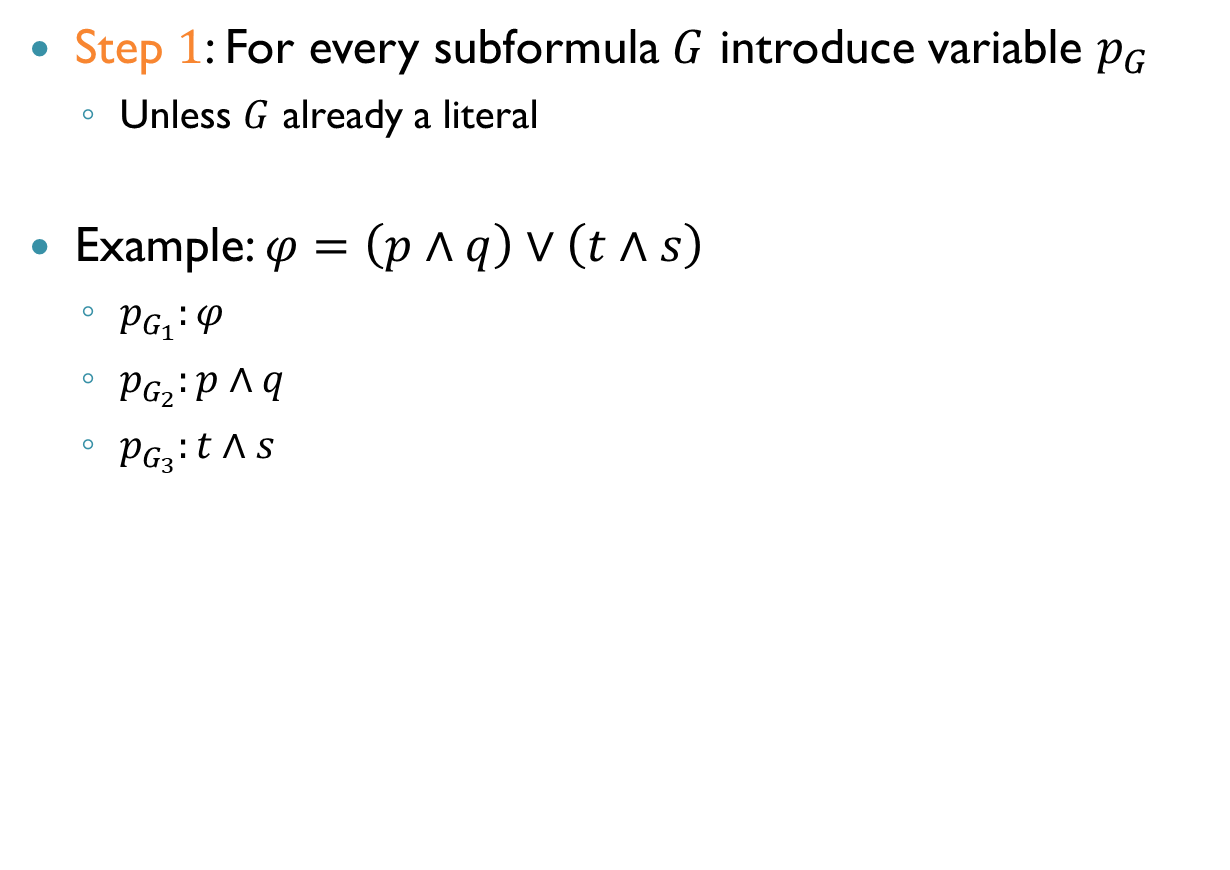 • Step 1: For every subformula G introduce variable p_G
◦ Unless G already a literal
• Example: φ = (p ∧ q) ∨ (t ∧ s)
◦ p_{G_1}: φ
◦ p_{G_2}: p ∧ q
◦ p_{G_3}: t ∧ s